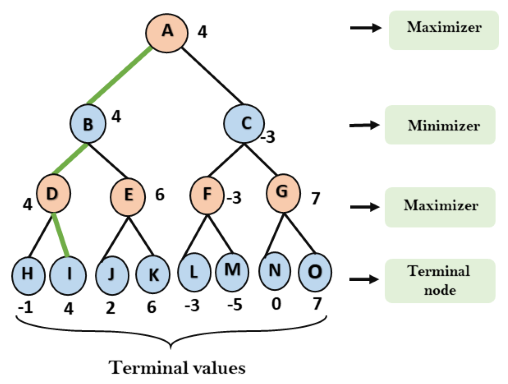 A 4
Maximizer
B 4
C -3
Minimizer
4 D
E 6
F -3
G 7
Maximizer
H I J K L M N O
Terminal
node
-1 4 2 6 -3 -5 0 7
Terminal values